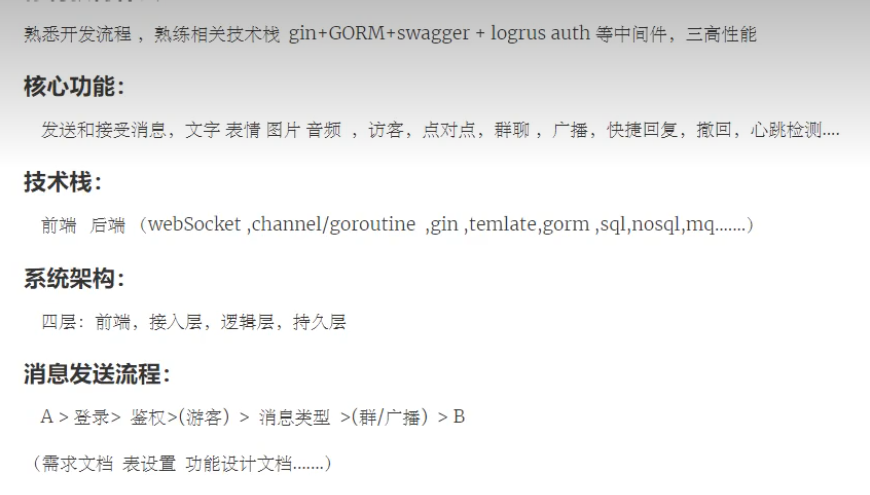 熟悉开发流程 ，熟练相关技术栈 gin+GORM+swagger + logrus auth 等中间件，三高性能
核心功能：
发送和接受消息，文字 表情 图片 音频 ，访客，点对点，群聊 ，广播，快捷回复，撤回，心跳检测....
技术栈：
前端 后端 （webSocket ,channel/goroutine ,gin ,temlate,gorm ,sql,nosql,mq.......）
系统架构：
四层：前端，接入层，逻辑层，持久层
消息发送流程：
A > 登录> 鉴权>(游客) > 消息类型 >(群/广播) > B
（需求文档 表设置 功能设计文档.......）